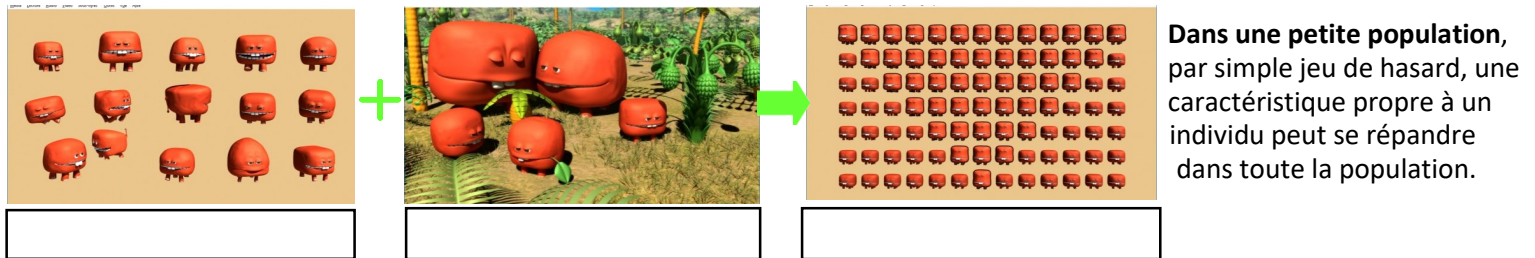 Dans une petite population,
par simple jeu de hasard, une
caractéristique propre à un
individu peut se répandre
dans toute la population.